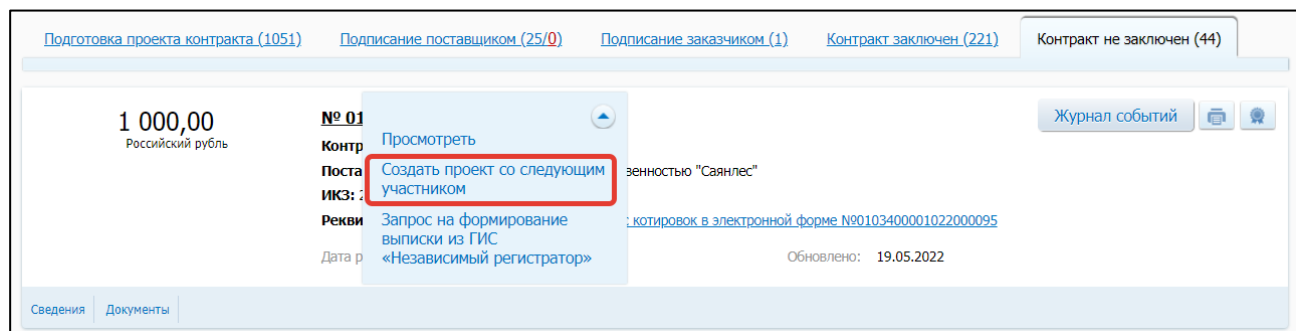 Подготовка проекта контракта (1051) Подписание поставщиком (25/0) Подписание заказчиком (1) Контракт заключен (221) Контракт не заключен (44)
1 000,00
Российский рубль
№ 01
Контр
Поста
ИКЗ:
Рекви
Дата р
Просмотреть
Создать проект со следующим
участником
Запрос на формирование
выписки из ГИС
«Независимый регистратор»
венностью "Саянлес"
котировок в электронной форме №0103400001022000095
Обновлено: 19.05.2022
Журнал событий
Сведения Документы